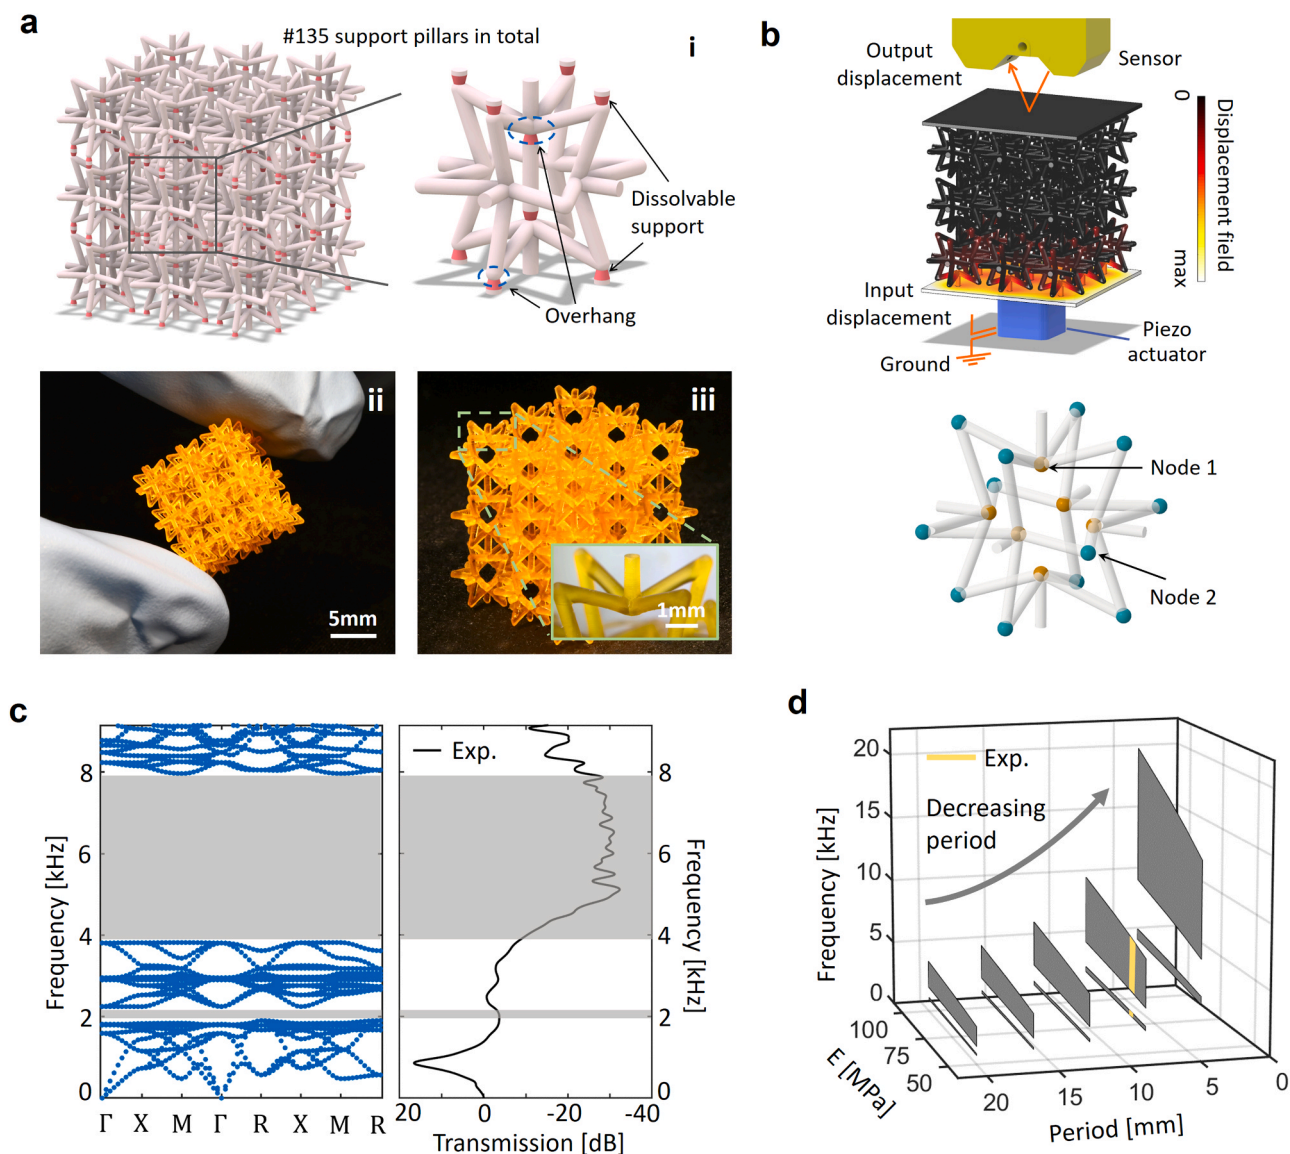 a
#135 support pillars in total
i
Dissolvable
support
Overhang
ii
5mm
iii
1mm
b
Output
displacement
Sensor
0
Displacement field
max
Input
displacement
Ground
Piezo
actuator
Node 1
Node 2
c
Frequency [kHz]
8
6
4
2
0
Γ X M Γ R X M R
Exp.
8
6
4
2
0
Frequency [kHz]
20 0 -20 -40
Transmission [dB]
d
Exp.
Decreasing
period
Frequency [kHz]
20
15
10
5
0
100
75
50
E [MPa]
20 15 10 5 0
Period [mm]